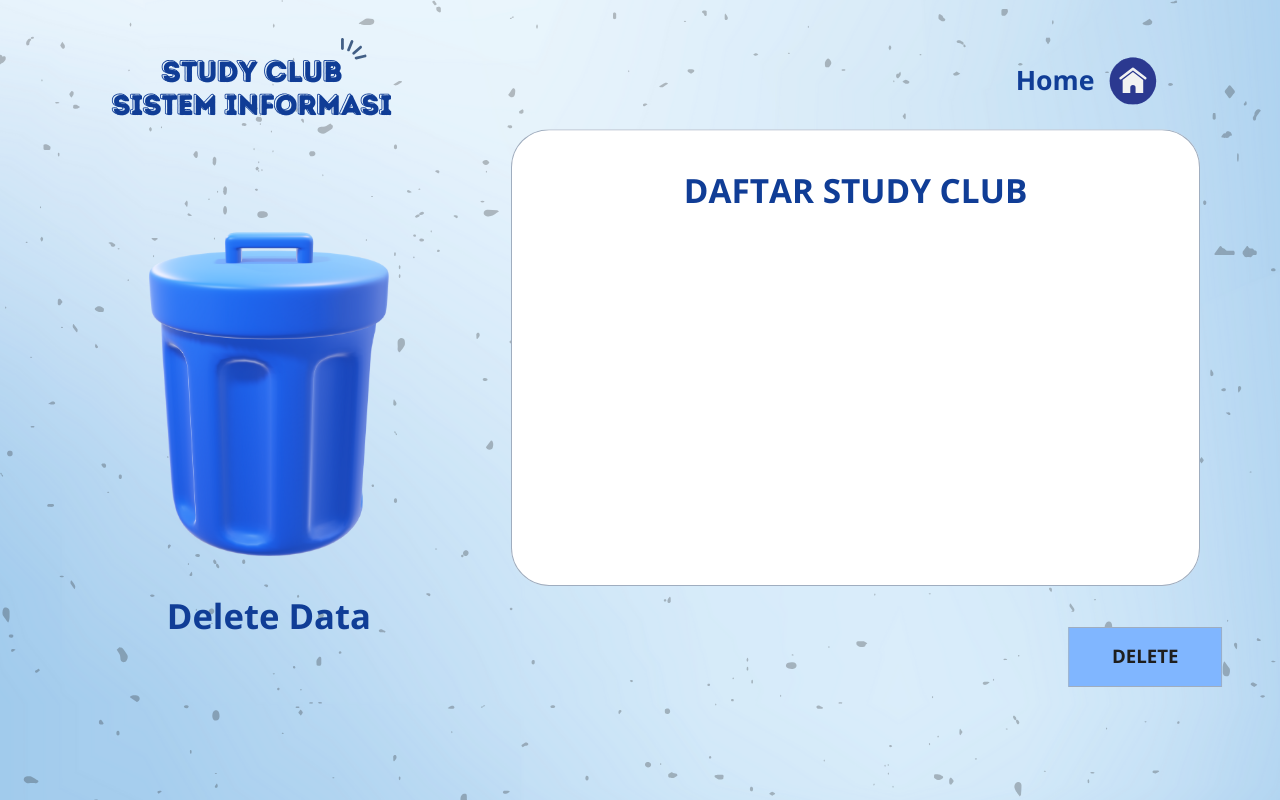 STUDY CLUB
SISTEM INFORMASI
Home
DAFTAR STUDY CLUB
Delete Data
DELETE